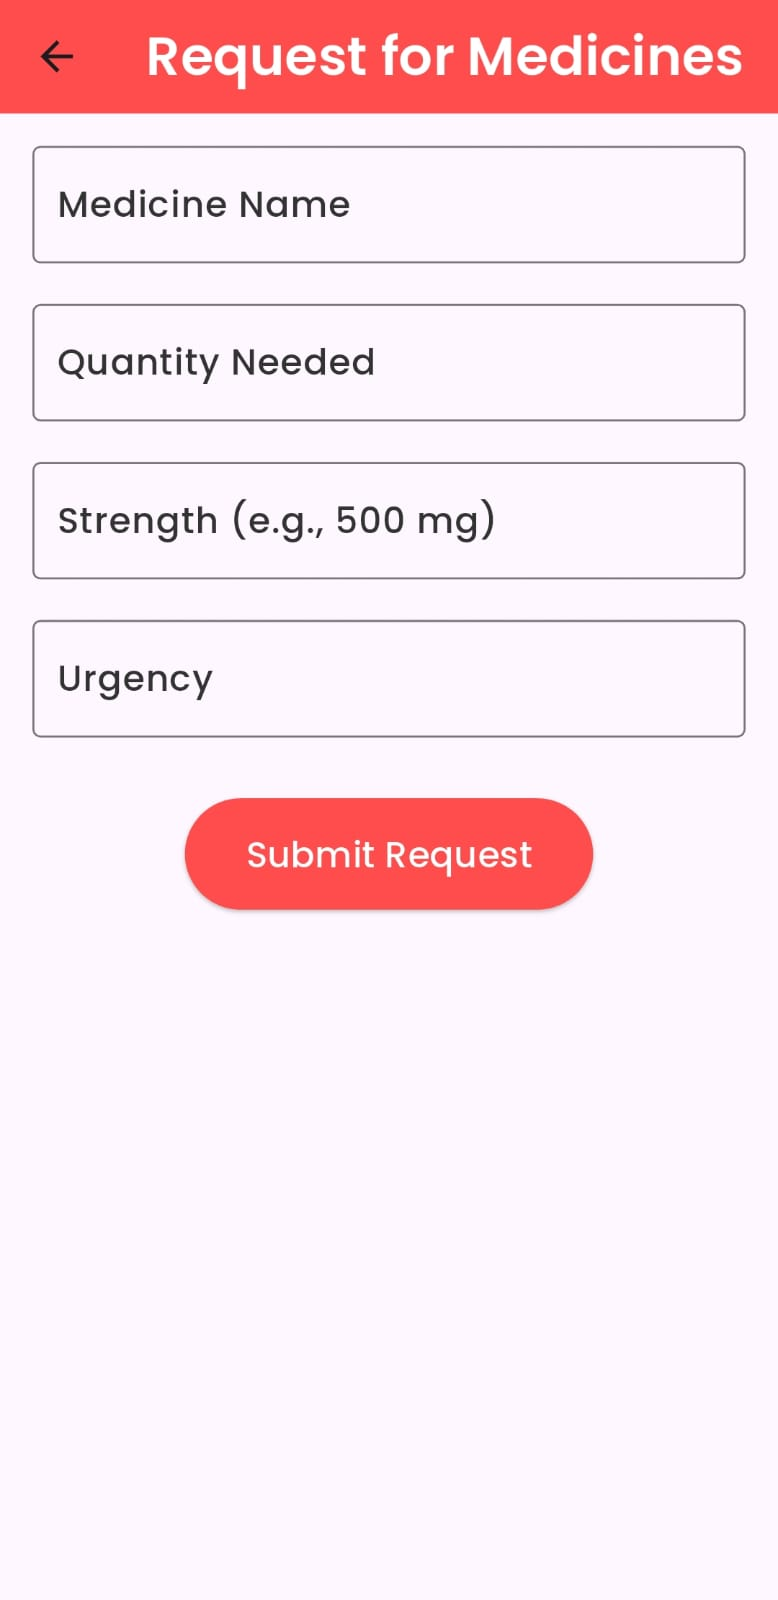 Request for Medicines
Medicine Name
Quantity Needed
Strength (e.g., 500 mg)
Urgency
Submit Request